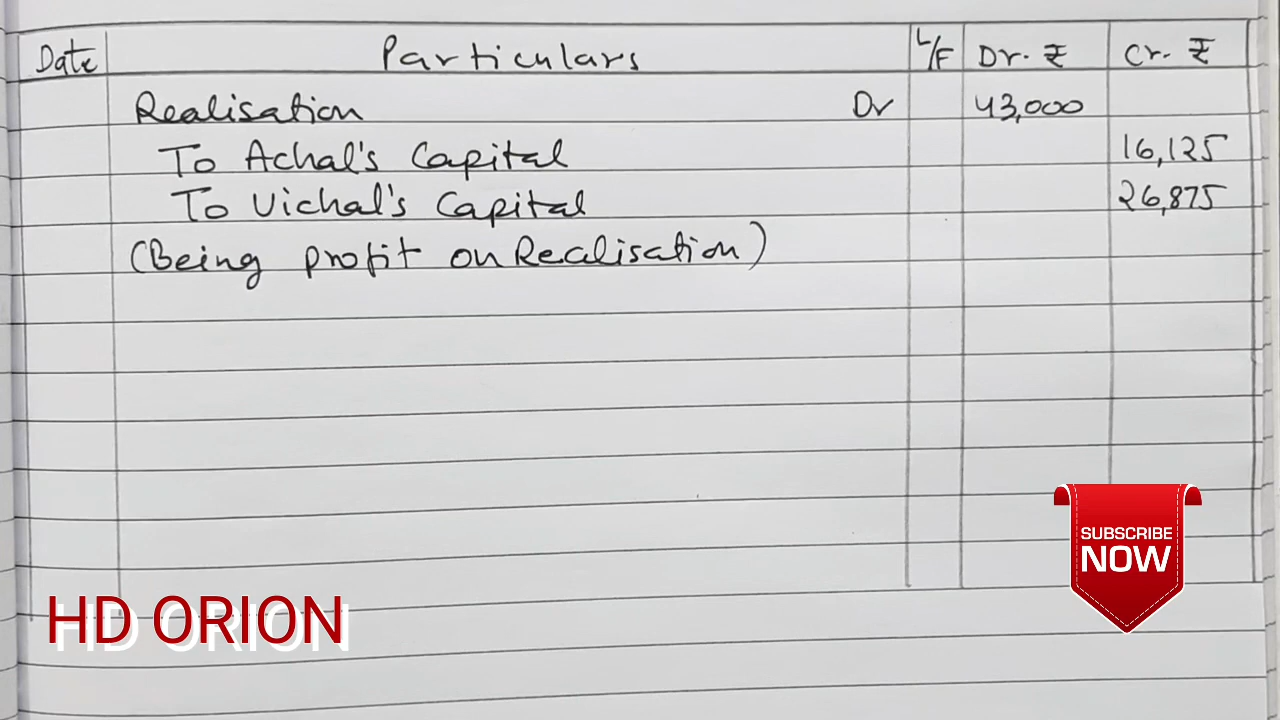 Date Particulars L/F Dr. ₹ Cr. ₹
Realisation Dr 43,000
To Achal's Capital 16,125
To Vichal's Capital 26,875
(Being profit on Realisation)
SUBSCRIBE
NOW
HD ORION